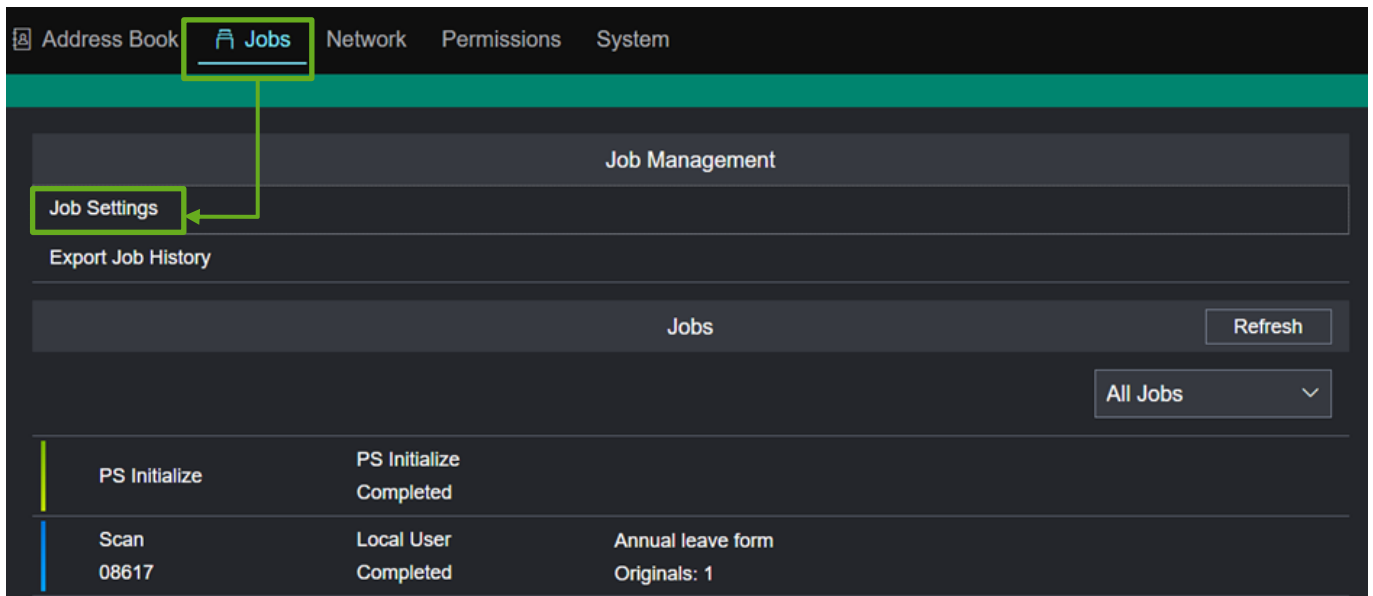 Address Book Jobs Network Permissions System
Job Management
Job Settings
Export Job History
Jobs Refresh
All Jobs
PS Initialize PS Initialize
Completed
Scan Local User Annual leave form
08617 Completed Originals: 1